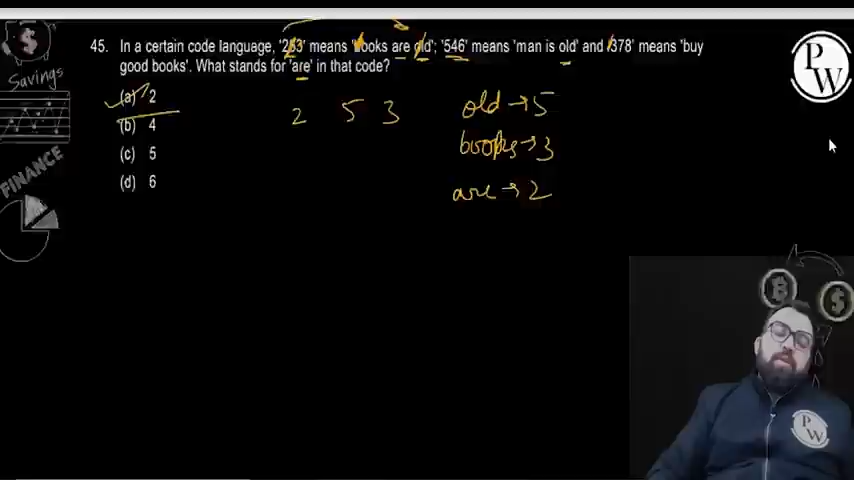 45. In a certain code language, '253' means 'books are old'; '546' means 'man is old' and '378' means 'buy
good books'. What stands for 'are' in that code?
(a) 2
(b) 4
(c) 5
(d) 6
2 5 3
old → 5
books → 3
are → 2
Savings
FINANCE
PW
PW